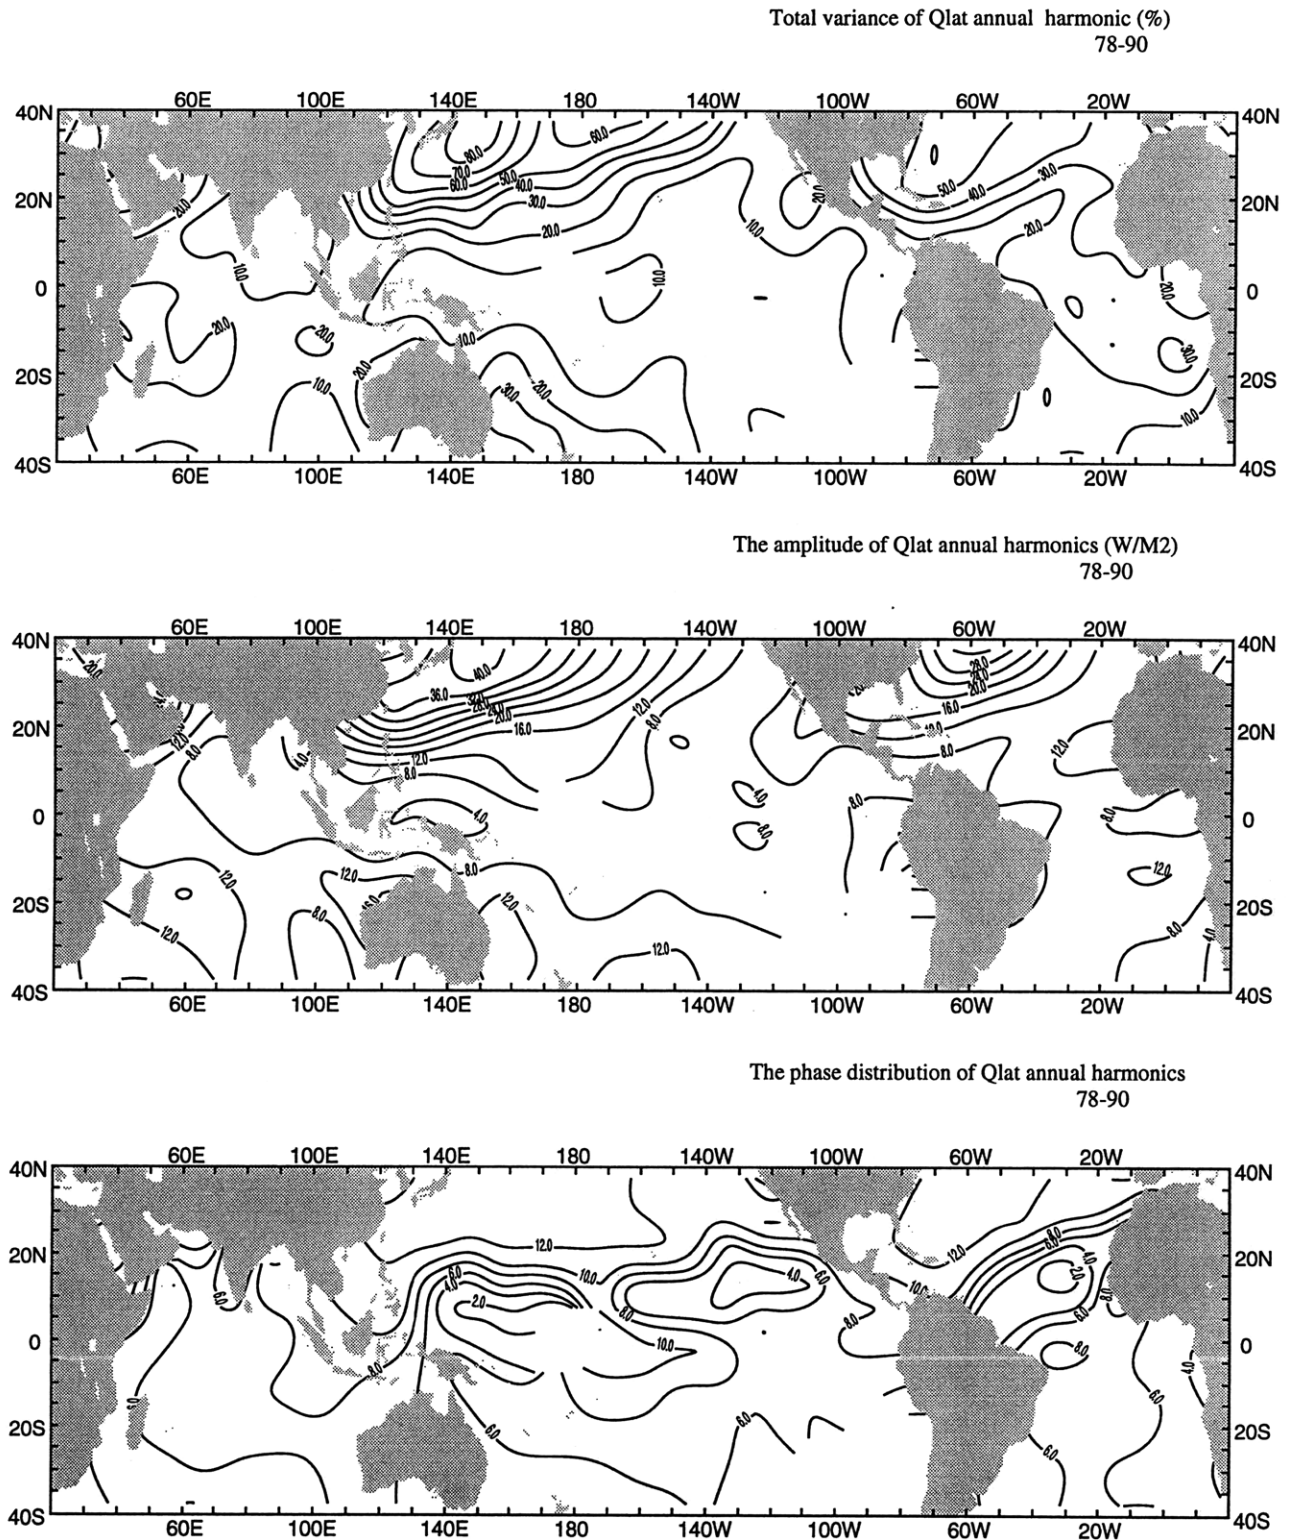 Total variance of Qlat annual harmonic (%)
78-90
60E 100E 140E 180 140W 100W 60W 20W
40N 40N
20N 20N
0 0
20S 20S
40S 40S
60E 100E 140E 180 140W 100W 60W 20W
80.0 70.0 60.0 50.0 40.0 30.0 20.0 60.0
20.0 10.0 20.0 20.0 10.0 20.0 10.0 30.0 20.0
10.0 10.0 20.0 50.0 40.0 30.0 20.0 20.0 30.0 10.0
The amplitude of Qlat annual harmonics (W/M2)
78-90
60E 100E 140E 180 140W 100W 60W 20W
40N 40N
20N 20N
0 0
20S 20S
40S 40S
60E 100E 140E 180 140W 100W 60W 20W
20.0 12.0 8.0 4.0 40.0 36.0 20.0 16.0 12.0 8.0 4.0
12.0 8.0 4.0 8.0 8.0 28.0 20.0 16.0 8.0 12.0 8.0
12.0 12.0 8.0 12.0 8.0 12.0 12.0 12.0 8.0 4.0
The phase distribution of Qlat annual harmonics
78-90
60E 100E 140E 180 140W 100W 60W 20W
40N 40N
20N 20N
0 0
20S 20S
40S 40S
60E 100E 140E 180 140W 100W 60W 20W
12.0 10.0 6.0 4.0 2.0 8.0 10.0 4.0 6.0
6.0 8.0 6.0 6.0 8.0 10.0 12.0
4.0 2.0 6.0 8.0 8.0 6.0 4.0 6.0